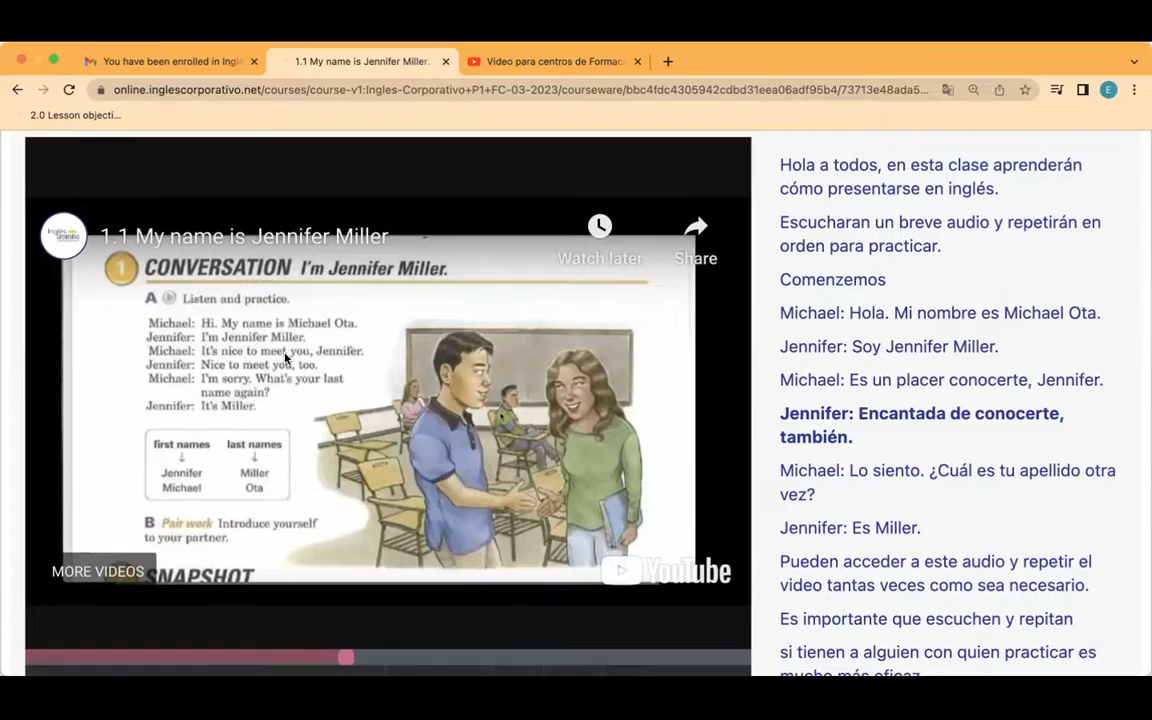 You have been enrolled in Ingl
1.1 My name is Jennifer Miller.
Video para centros de Formac
online.inglescorporativo.net/courses/course-v1:Ingles-Corporativo+P1+FC-03-2023/courseware/bbc4fdc4305942cdbd31eea06adf95b4/73713e48ada5...
E
2.0 Lesson objecti...
1.1 My name is Jennifer Miller
Watch later
Share
1 CONVERSATION I'm Jennifer Miller.
A Listen and practice.
Michael: Hi. My name is Michael Ota.
Jennifer: I'm Jennifer Miller.
Michael: It's nice to meet you, Jennifer.
Jennifer: Nice to meet you, too.
Michael: I'm sorry. What's your last
name again?
Jennifer: It's Miller.
first names last names
Jennifer Miller
Michael Ota
B Pair work Introduce yourself
to your partner.
MORE VIDEOS
SNAPSHOT
YouTube
Hola a todos, en esta clase aprenderán
cómo presentarse en inglés.
Escucharan un breve audio y repetirán en
orden para practicar.
Comenzemos
Michael: Hola. Mi nombre es Michael Ota.
Jennifer: Soy Jennifer Miller.
Michael: Es un placer conocerte, Jennifer.
Jennifer: Encantada de conocerte,
también.
Michael: Lo siento. ¿Cuál es tu apellido otra
vez?
Jennifer: Es Miller.
Pueden acceder a este audio y repetir el
video tantas veces como sea necesario.
Es importante que escuchen y repitan
si tienen a alguien con quien practicar es
mucho más eficaz